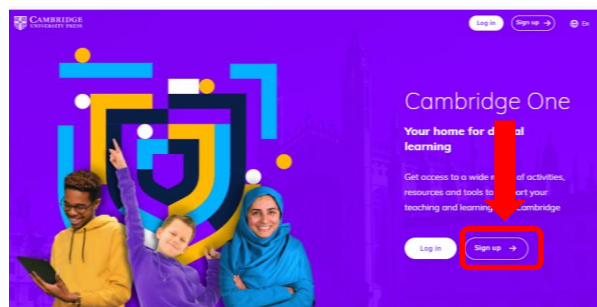 CAMBRIDGE
UNIVERSITY PRESS
Log in
Sign up →
En
Cambridge One
Your home for
learning
Get access to a wide of activities,
resources and tools to your
teaching and learning
Log in
Sign up →